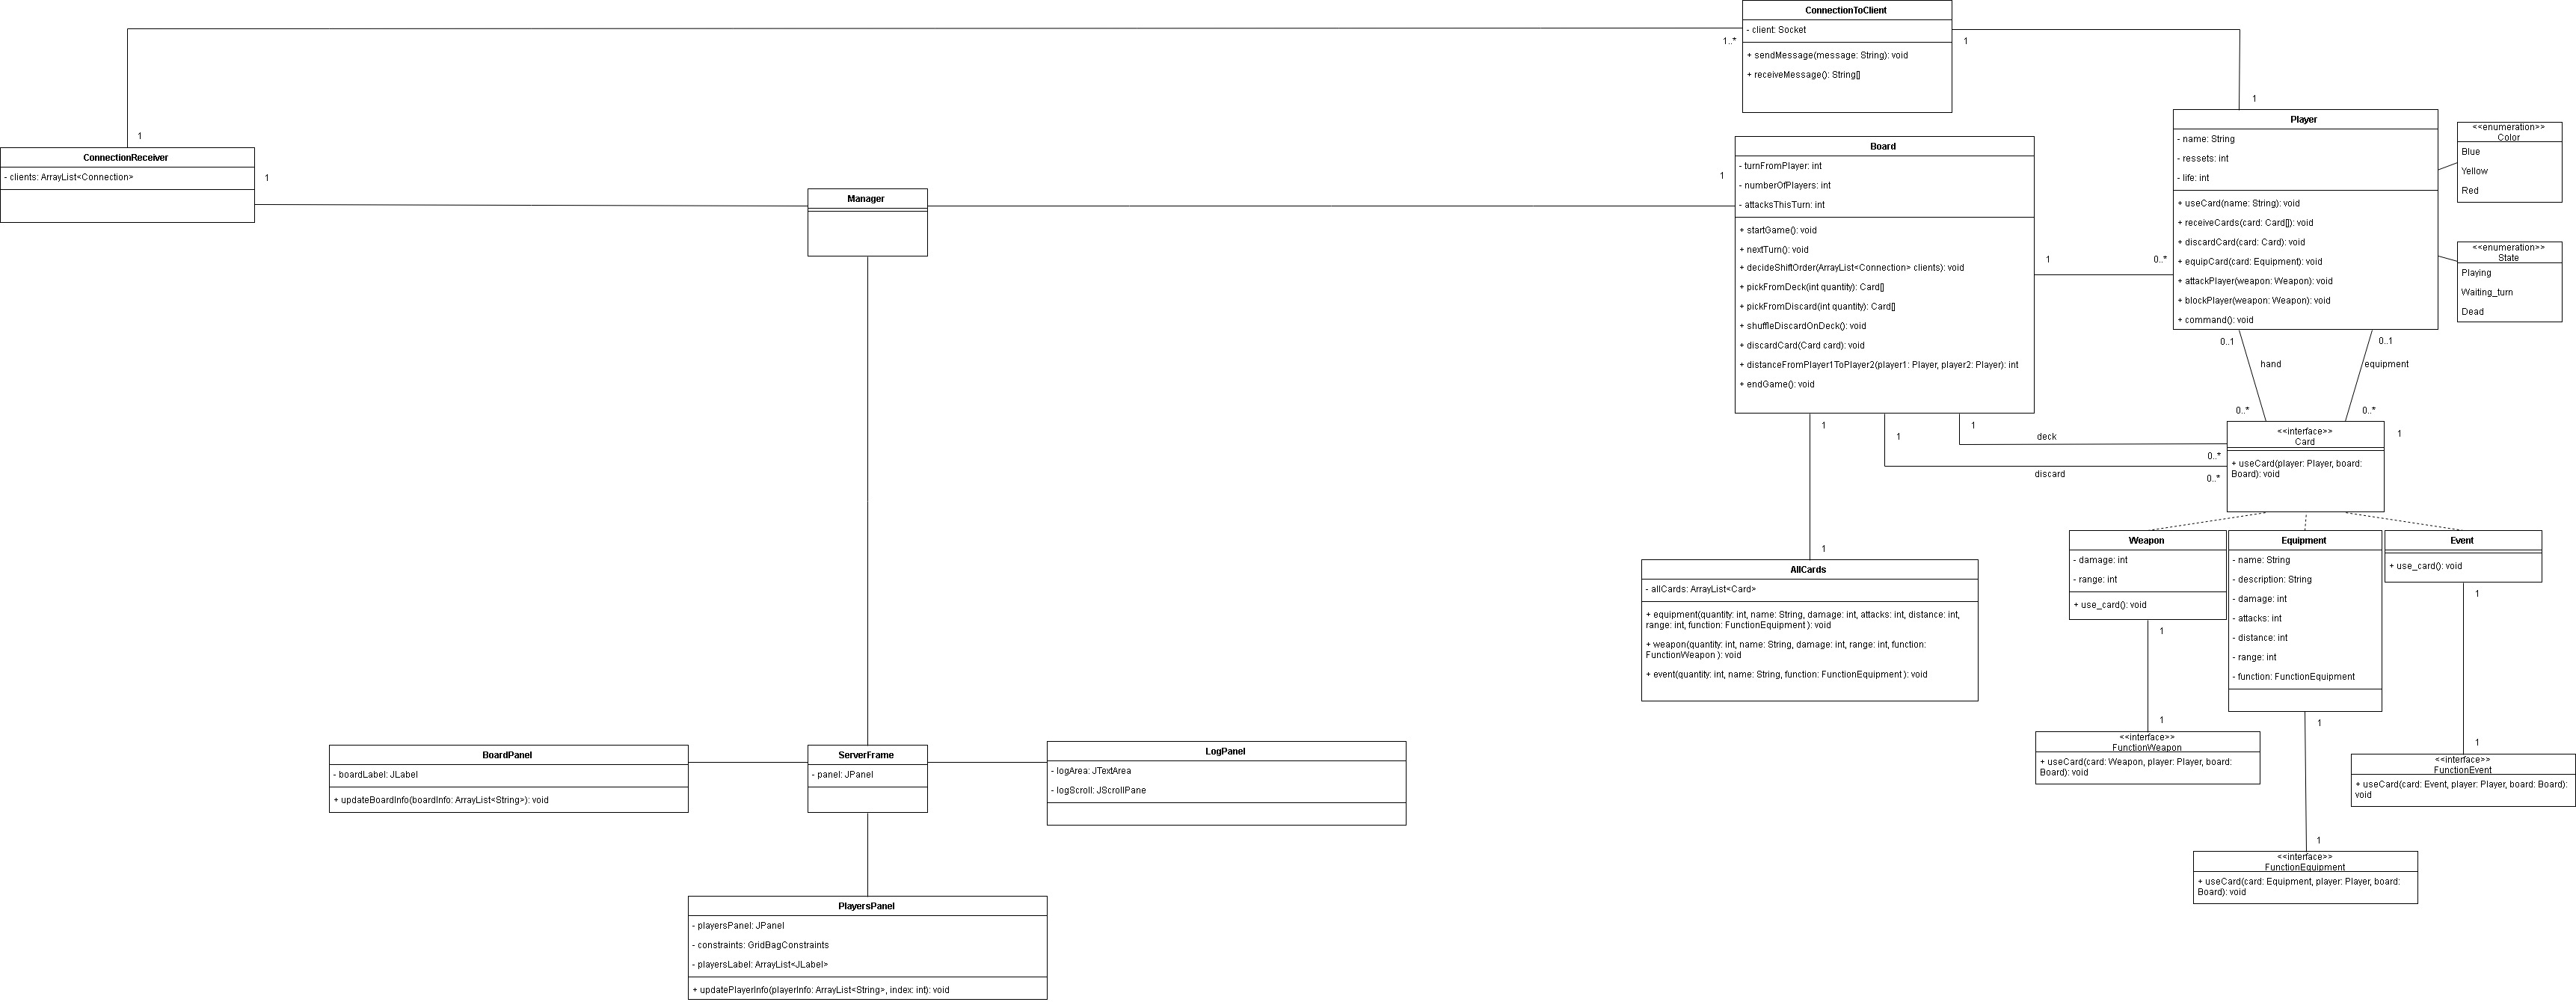 ConnectionToClient
- client: Socket
+ sendMessage(message: String): void
+ receiveMessage(): String[]
1..*
1
1
1
ConnectionReceiver
- clients: ArrayList<Connection>
1
Manager
1
Board
- turnFromPlayer: int
- numberOfPlayers: int
- attacksThisTurn: int
+ startGame(): void
+ nextTurn(): void
+ decideShiftOrder(ArrayList<Connection> clients): void
+ pickFromDeck(int quantity): Card[]
+ pickFromDiscard(int quantity): Card[]
+ shuffleDiscardOnDeck(): void
+ discardCard(Card card): void
+ distanceFromPlayer1ToPlayer2(player1: Player, player2: Player): int
+ endGame(): void
1
0..*
Player
- name: String
- ressets: int
- life: int
+ useCard(name: String): void
+ receiveCards(card: Card[]): void
+ discardCard(card: Card): void
+ equipCard(card: Equipment): void
+ attackPlayer(weapon: Weapon): void
+ blockPlayer(weapon: Weapon): void
+ command(): void
<<enumeration>>
Color
Blue
Yellow
Red
<<enumeration>>
State
Playing
Waiting_turn
Dead
0..1
0..1
hand
equipment
0..*
0..*
1
1
1
1
deck
0..*
discard
0..*
<<interface>>
Card
+ useCard(player: Player, board:
Board): void
Weapon
- damage: int
- range: int
+ use_card(): void
Equipment
- name: String
- description: String
- damage: int
- attacks: int
- distance: int
- range: int
- function: FunctionEquipment
Event
+ use_card(): void
1
AllCards
- allCards: ArrayList<Card>
+ equipment(quantity: int, name: String, damage: int, attacks: int, distance: int,
range: int, function: FunctionEquipment ): void
+ weapon(quantity: int, name: String, damage: int, range: int, function:
FunctionWeapon ): void
+ event(quantity: int, name: String, function: FunctionEquipment ): void
1
1
1
1
1
1
<<interface>>
FunctionWeapon
+ useCard(card: Weapon, player: Player, board:
Board): void
<<interface>>
FunctionEvent
+ useCard(card: Event, player: Player, board: Board):
void
<<interface>>
FunctionEquipment
+ useCard(card: Equipment, player: Player, board:
Board): void
BoardPanel
- boardLabel: JLabel
+ updateBoardInfo(boardInfo: ArrayList<String>): void
ServerFrame
- panel: JPanel
LogPanel
- logArea: JTextArea
- logScroll: JScrollPane
PlayersPanel
- playersPanel: JPanel
- constraints: GridBagConstraints
- playersLabel: ArrayList<JLabel>
+ updatePlayerInfo(playerInfo: ArrayList<String>, index: int): void